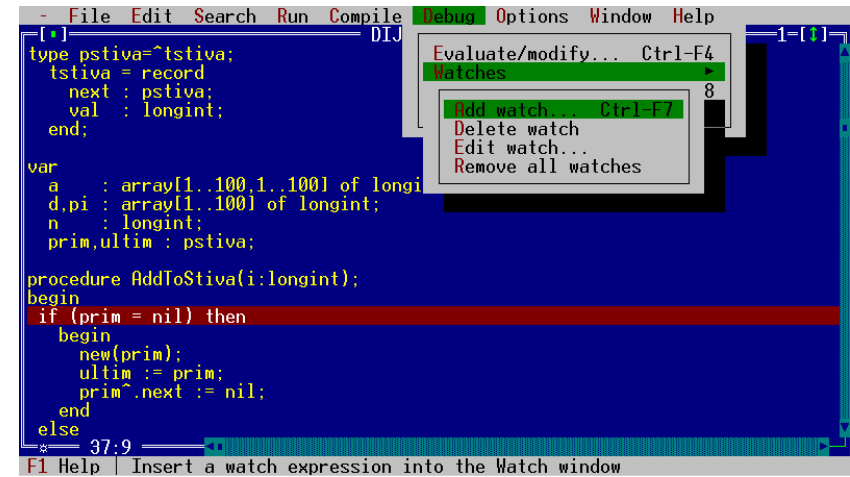 - File Edit Search Run Compile Debug Options Window Help
DIJ 1=[↕]
type pstiva=^tstiva;
tstiva = record
next : pstiva;
val : longint;
end;
var
a : array[1..100,1..100] of longi
d,pi : array[1..100] of longint;
n : longint;
prim,ultim : pstiva;
procedure AddToStiva(i:longint);
begin
if (prim = nil) then
begin
new(prim);
ultim := prim;
prim^.next := nil;
end
else
37:9
Evaluate/modify... Ctrl-F4
Watches
8
Add watch... Ctrl-F7
Delete watch
Edit watch...
Remove all watches
F1 Help | Insert a watch expression into the Watch window